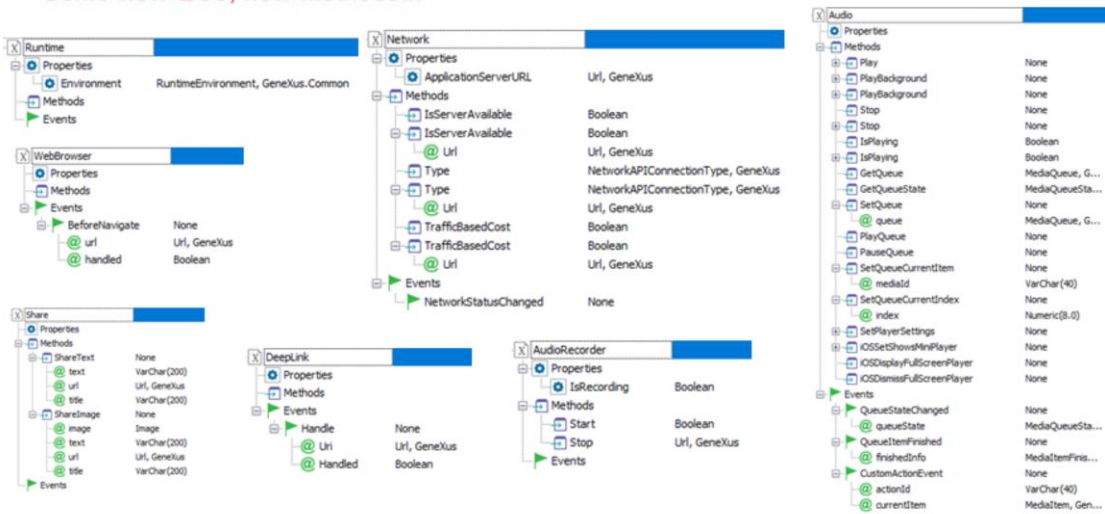 Runtime
Properties
Environment RuntimeEnvironment, GeneXus.Common
Methods
Events
WebBrowser
Properties
Methods
Events
BeforeNavigate None
url Url, GeneXus
handled Boolean
Share
Properties
Methods
ShareText None
text VarChar(200)
url Url, GeneXus
title VarChar(200)
ShareImage None
image Image
text VarChar(200)
url Url, GeneXus
title VarChar(200)
Events
Network
Properties
ApplicationServerURL Url, GeneXus
Methods
IsServerAvailable Boolean
IsServerAvailable Boolean
Url Url, GeneXus
Type NetworkAPIConnectionType, GeneXus
Type NetworkAPIConnectionType, GeneXus
Url Url, GeneXus
TrafficBasedCost Boolean
TrafficBasedCost Boolean
Url Url, GeneXus
Events
NetworkStatusChanged None
DeepLink
Properties
Methods
Events
Handle None
Uri Url, GeneXus
Handled Boolean
AudioRecorder
Properties
IsRecording Boolean
Methods
Start Boolean
Stop Url, GeneXus
Events
Audio
Properties
Methods
Play None
PlayBackground None
PlayBackground None
Stop None
Stop None
IsPlaying Boolean
IsPlaying Boolean
GetQueue MediaQueue, G...
GetQueueState MediaQueueSta...
SetQueue None
queue MediaQueue, G...
PlayQueue None
PauseQueue None
SetQueueCurrentItem None
mediaId VarChar(40)
SetQueueCurrentIndex None
index Numeric(8.0)
SetPlayerSettings None
iOSSetShowsMiniPlayer None
iOSDisplayFullScreenPlayer None
iOSDismissFullScreenPlayer None
Events
QueueStateChanged None
queueState MediaQueueSta...
QueueItemFinished None
finishedInfo MediaItemFinis...
CustomActionEvent None
actionId VarChar(40)
currentItem MediaItem, Gen...